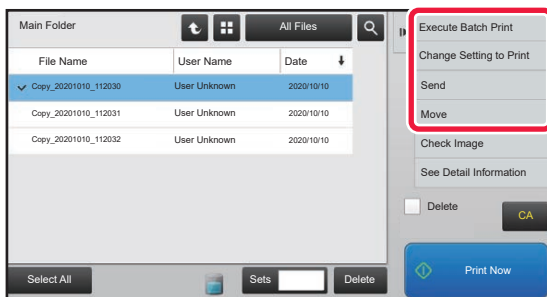 Main Folder
All Files
File Name
User Name
Date
Copy_20201010_112030
User Unknown
2020/10/10
Copy_20201010_112031
User Unknown
2020/10/10
Copy_20201010_112032
User Unknown
2020/10/10
Select All
Sets
Delete
Execute Batch Print
Change Setting to Print
Send
Move
Check Image
See Detail Information
Delete
CA
Print Now